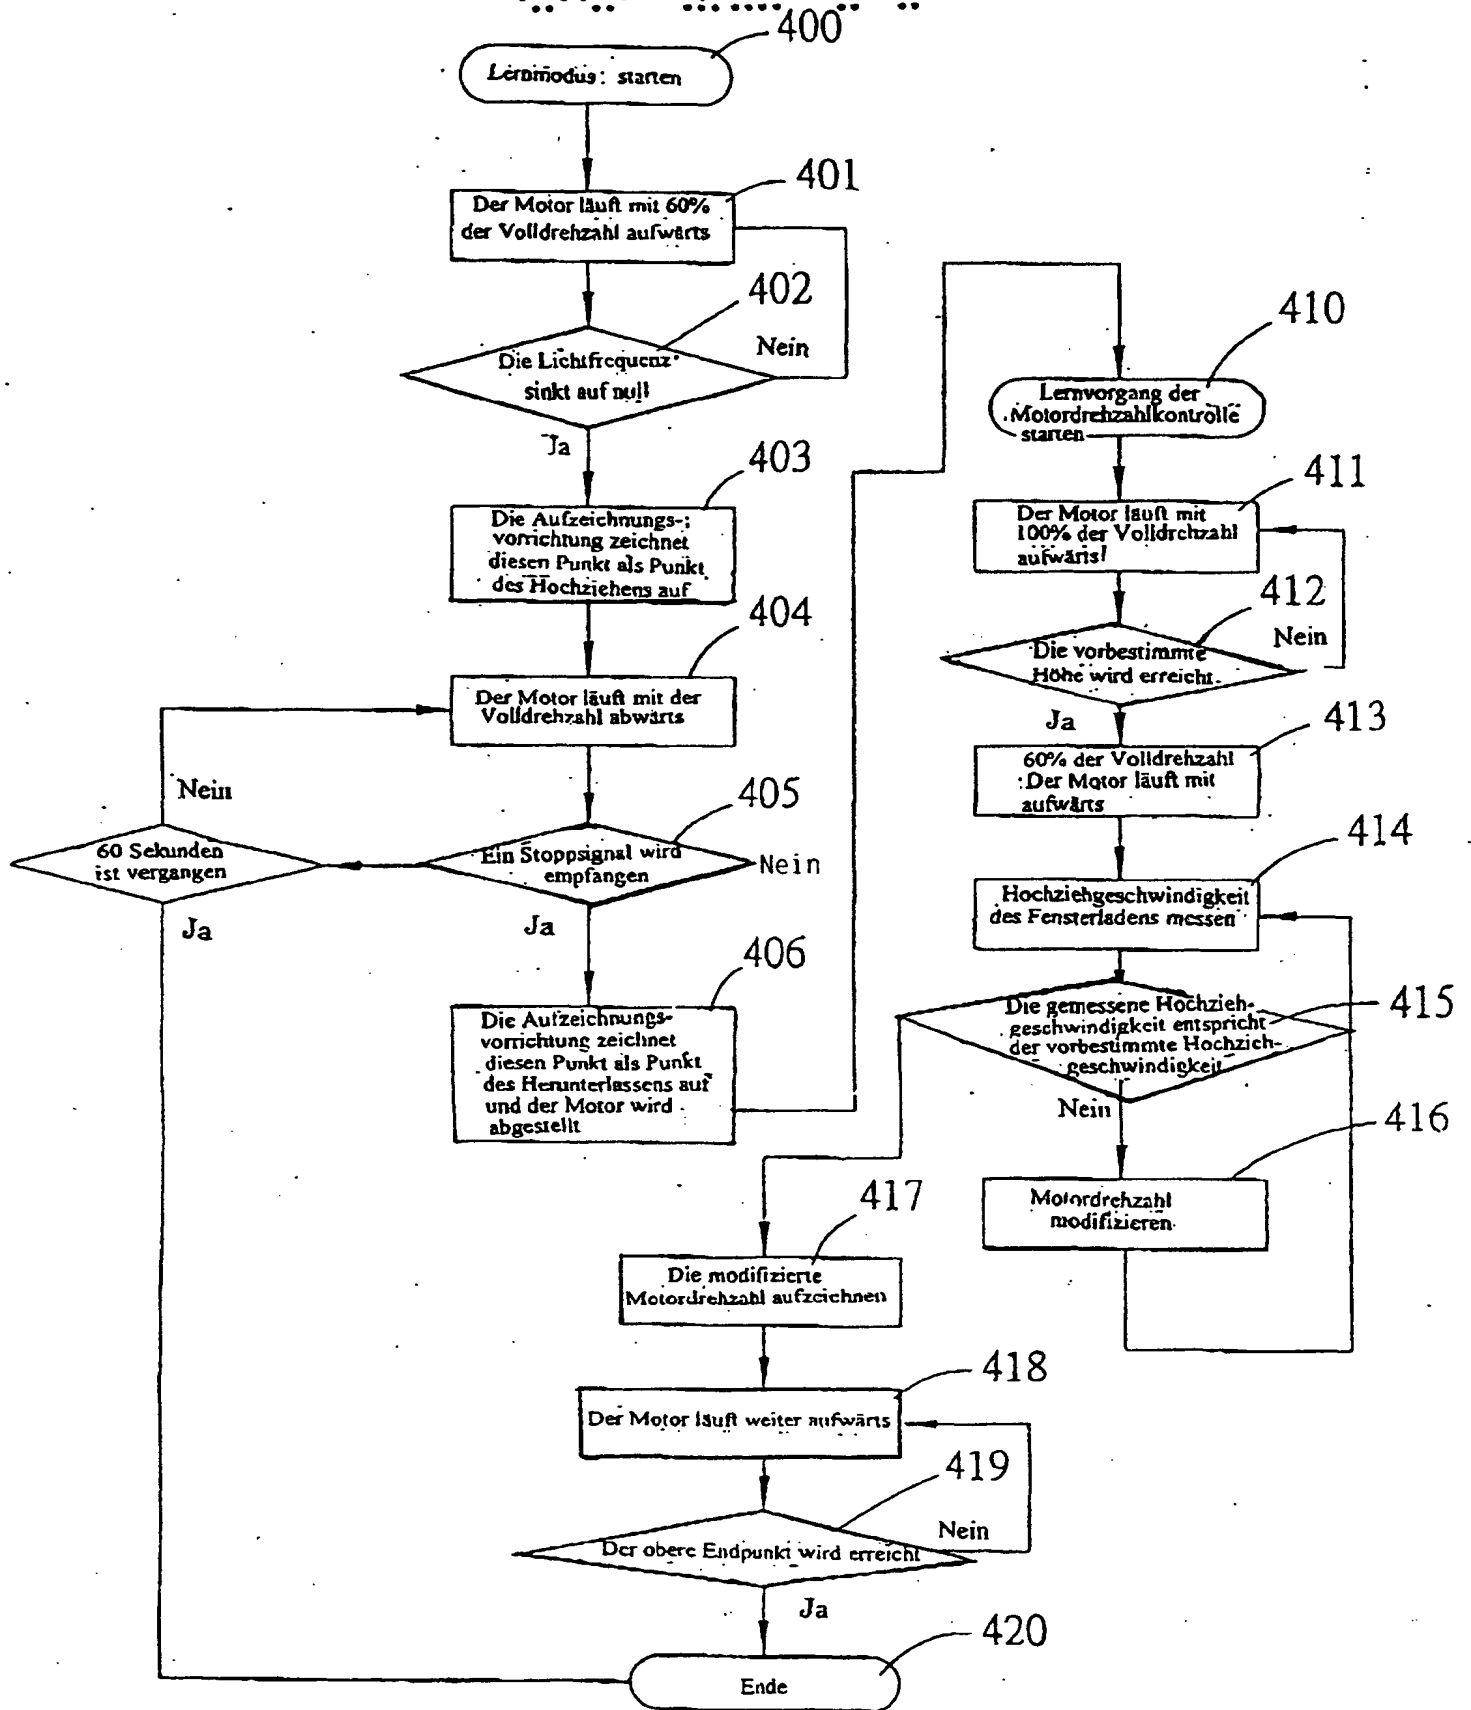 400
Lernmodus: starten
401
Der Motor läuft mit 60%
der Volldrehzahl aufwärts
402
Die Lichtfrequenz
sinkt auf null
Nein
Ja
403
Die Aufzeichnungs-
vorrichtung zeichnet
diesen Punkt als Punkt
des Hochziehens auf
404
Der Motor läuft mit der
Volldrehzahl abwärts
405
Ein Stoppsignal wird
empfangen
Nein
Ja
60 Sekunden
ist vergangen
Nein
Ja
406
Die Aufzeichnungs-
vorrichtung zeichnet
diesen Punkt als Punkt
des Herunterlassens auf
und der Motor wird
abgestellt
410
Lernvorgang der
Motordrehzahlkontrolle
starten
411
Der Motor läuft mit
100% der Volldrehzahl
aufwärts
412
Die vorbestimmte
Höhe wird erreicht
Nein
Ja
413
60% der Volldrehzahl
Der Motor läuft mit
aufwärts
414
Hochziehgeschwindigkeit
des Fensterladens messen
415
Die gemessene Hochzieh-
geschwindigkeit entspricht
der vorbestimmte Hochzieh-
geschwindigkeit
Nein
416
Motordrehzahl
modifizieren
417
Die modifizierte
Motordrehzahl aufzeichnen
418
Der Motor läuft weiter aufwärts
419
Der obere Endpunkt wird erreicht
Nein
Ja
420
Ende